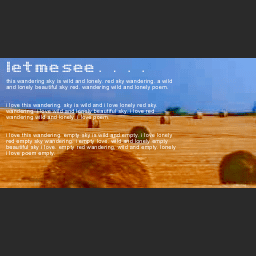 letmesee....
this wandering sky is wild and lonely. red sky wandering. a wild
and lonely beautiful sky red. wandering wild and lonely poem.
i love this wandering. sky is wild and i love lonely red sky.
wandering. i love wild and lonely beautiful sky. i love red
wandering wild and lonely. i love poem.
i love this wandering. empty sky is wild and empty. i love lonely
red empty sky wandering. i empty love. wild and lonely empty
beautiful sky i love. empty red wandering. wild and empty. lonely
i love poem empty.